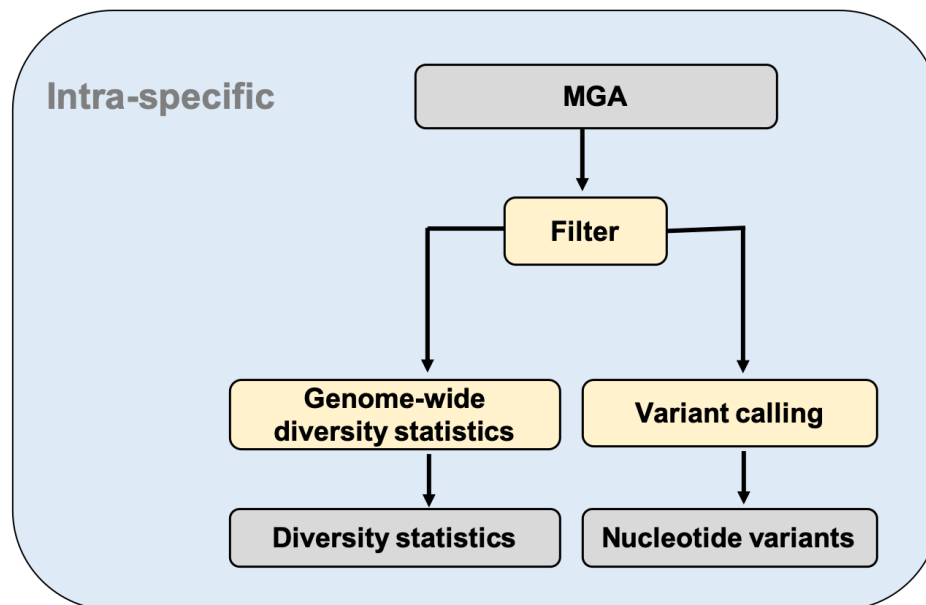 Intra-specific
MGA
Filter
Genome-wide
diversity statistics
Variant calling
Diversity statistics
Nucleotide variants